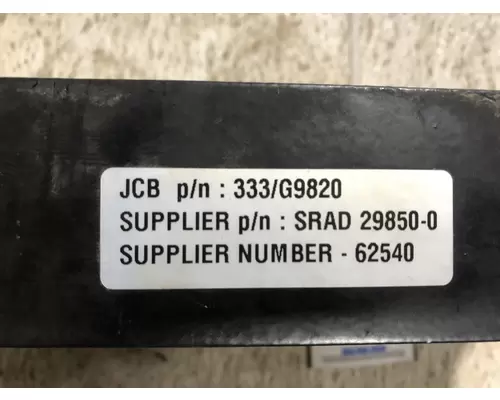 JCB p/n : 333/G9820
SUPPLIER p/n : SRAD 29850-0
SUPPLIER NUMBER - 62540